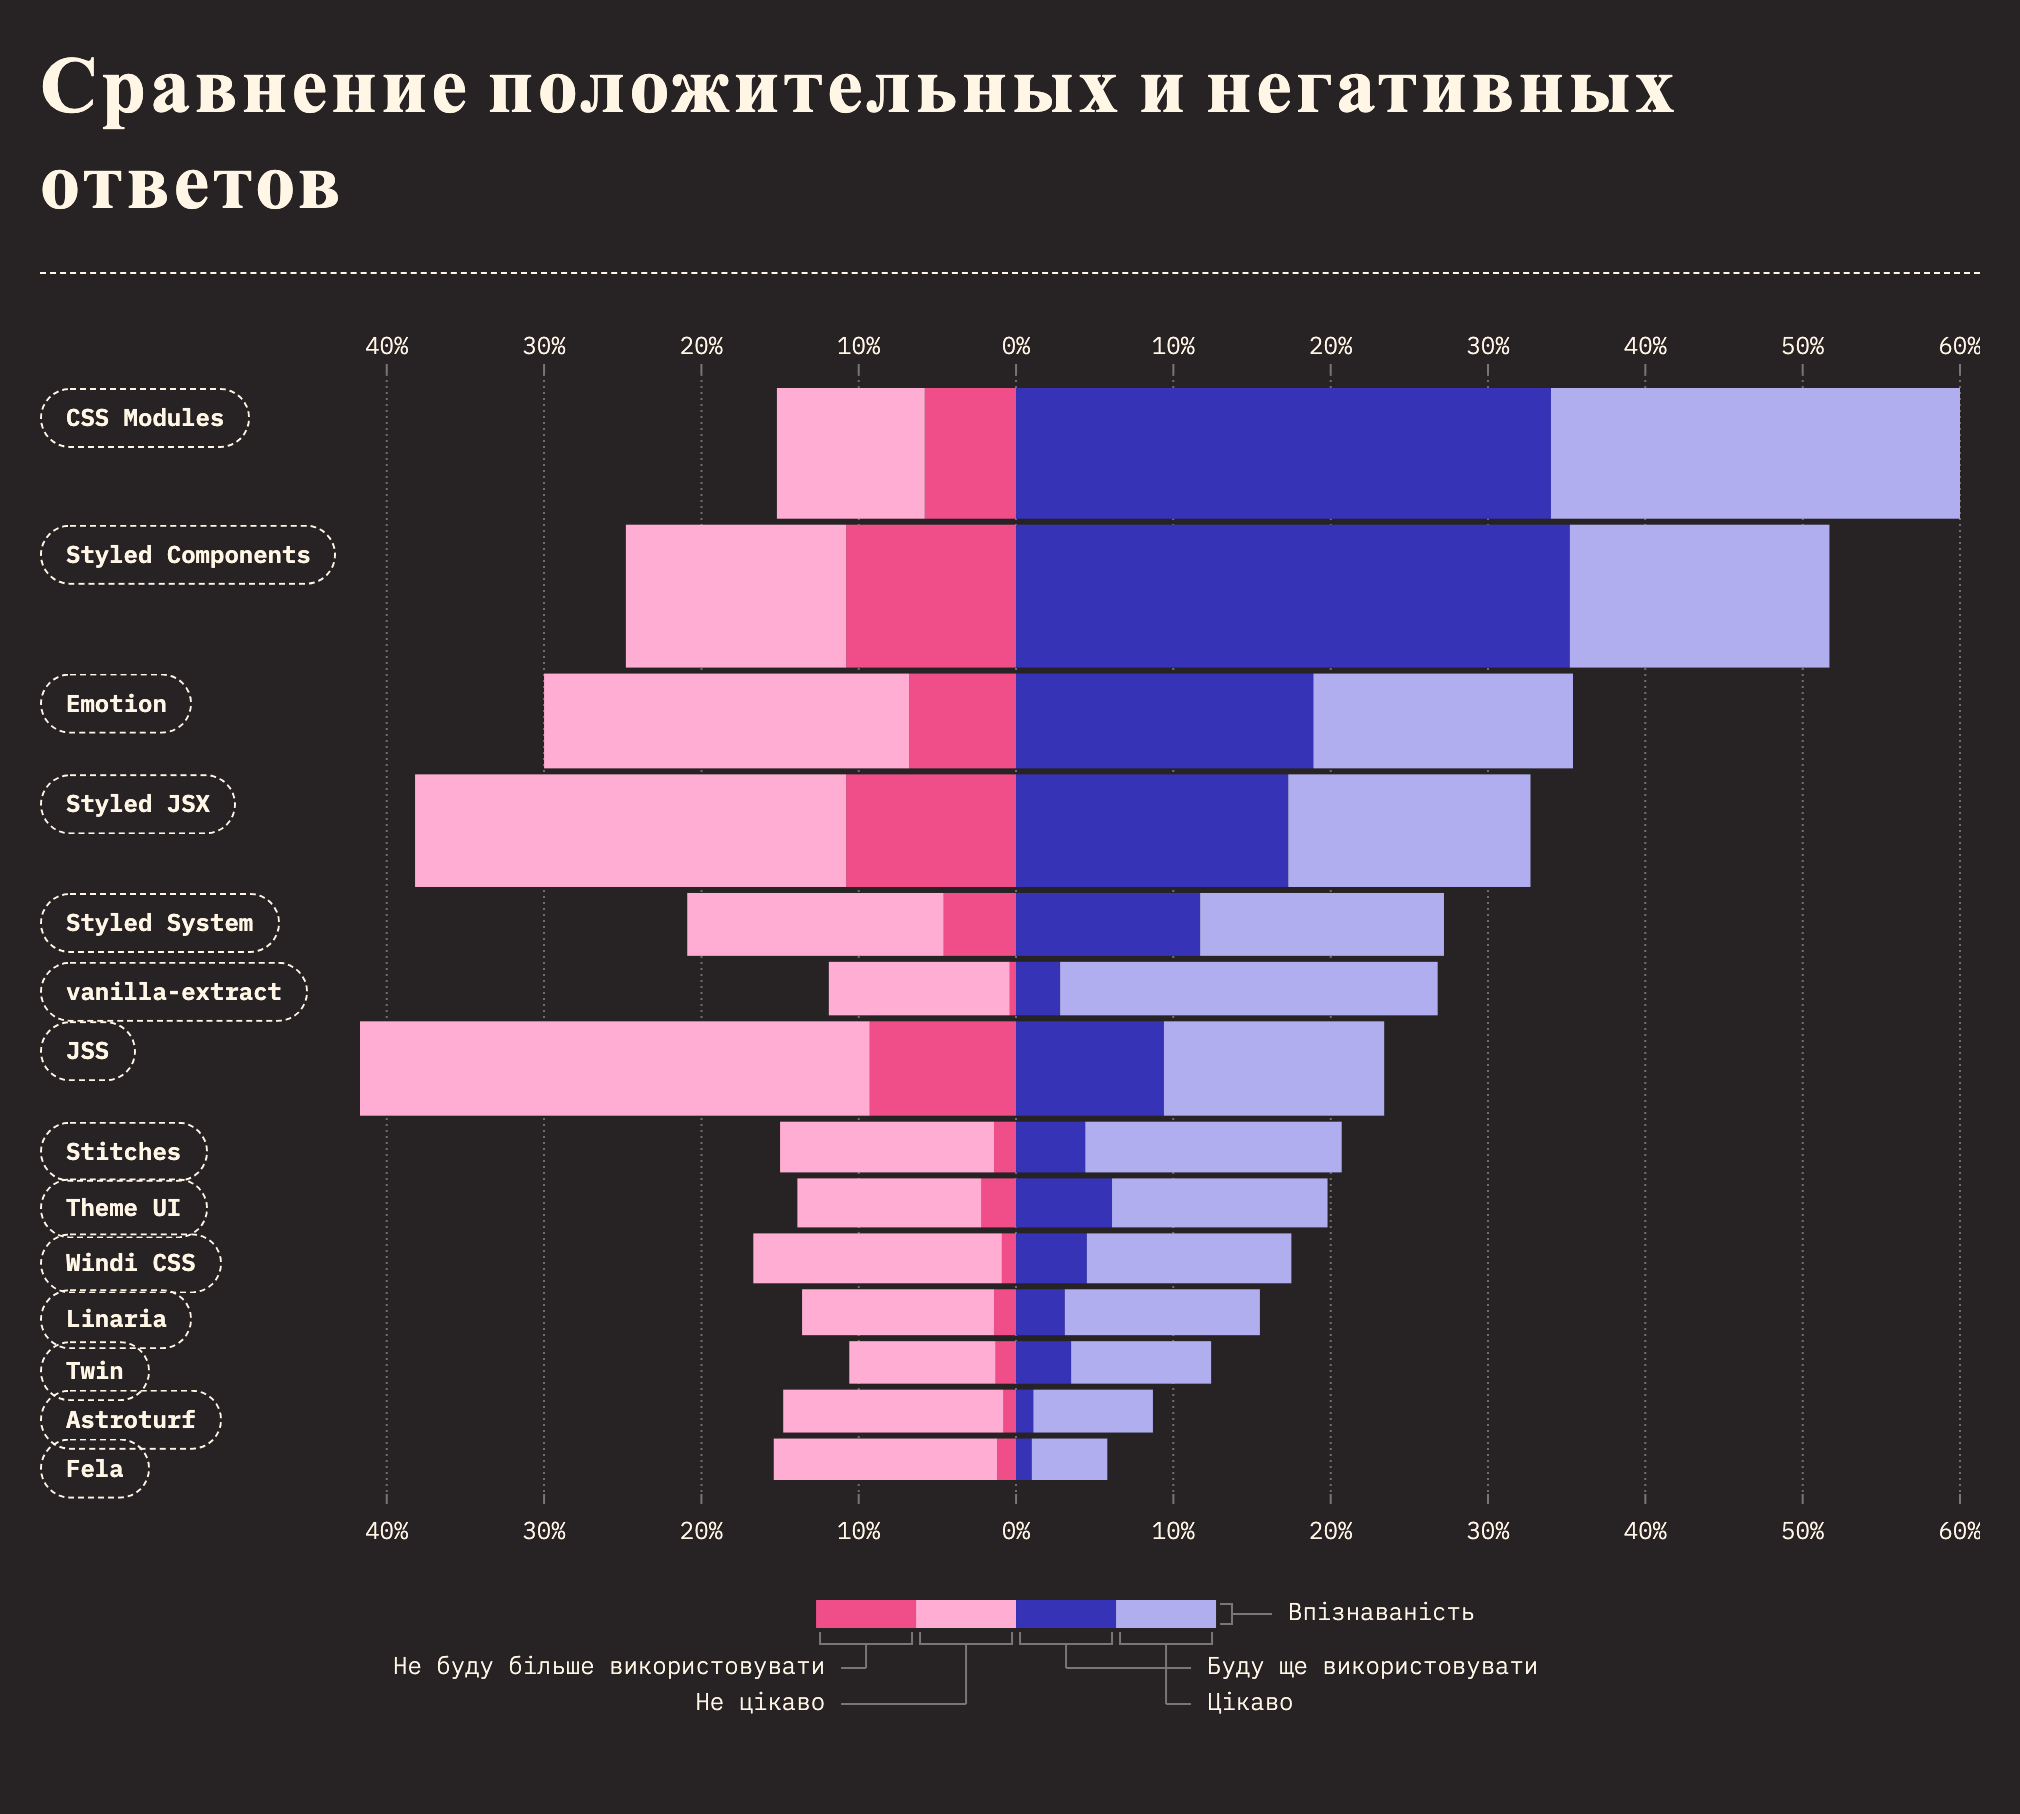 Сравнение положительных и негативных
ответов
40% 30% 20% 10% 0% 10% 20% 30% 40% 50% 60%
CSS Modules
Styled Components
Emotion
Styled JSX
Styled System
vanilla-extract
JSS
Stitches
Theme UI
Windi CSS
Linaria
Twin
Astroturf
Fela
40% 30% 20% 10% 0% 10% 20% 30% 40% 50% 60%
Впізнаваність
Не буду більше використовувати Буду ще використовувати
Не цікаво Цікаво